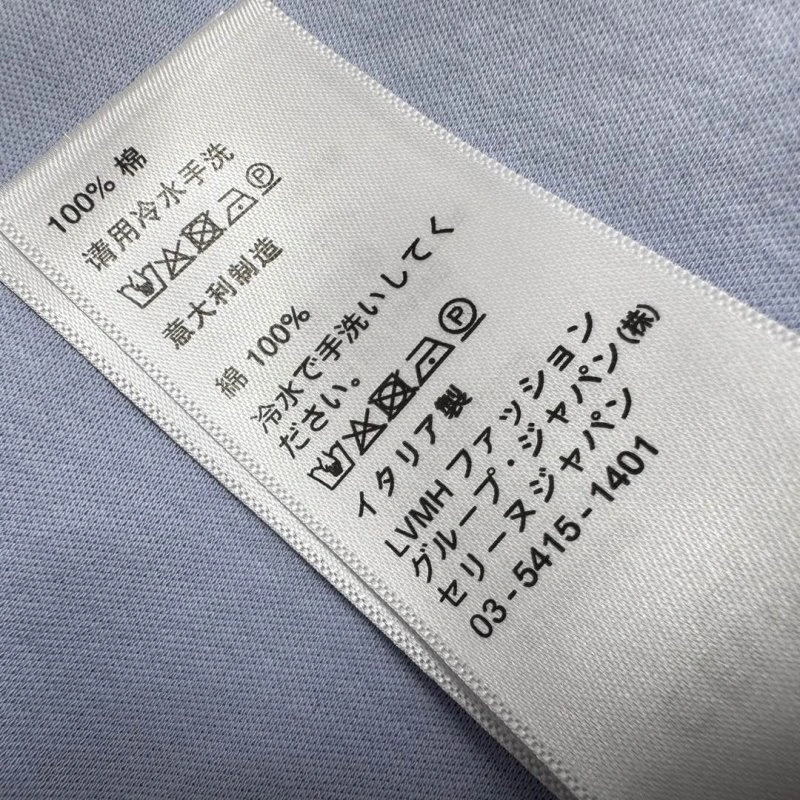 100% 棉
请用冷水手洗
意大利制造
綿 100%
冷水で手洗いしてく
ださい。
イタリア製
LVMH ファッション
グループ・ジャパン(株)
セリーヌジャパン
03-5415-1401